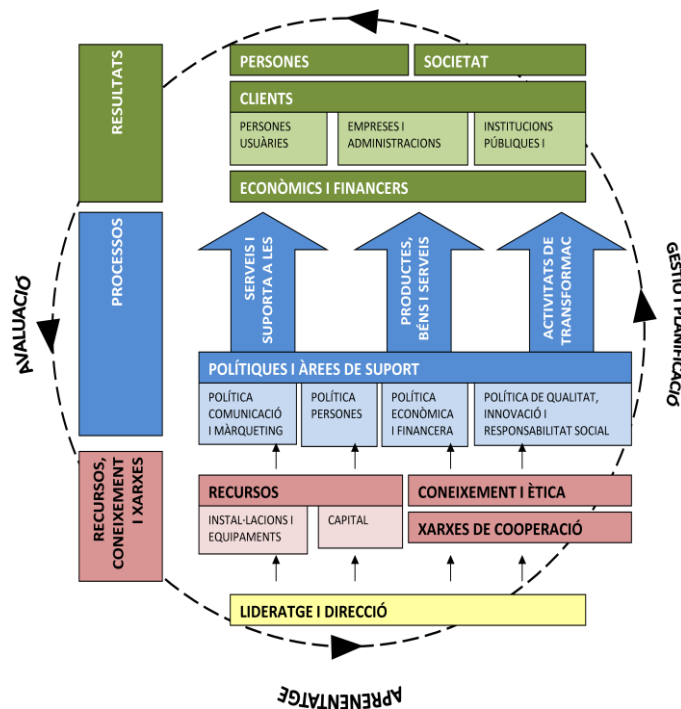 RESULTATS
PERSONES
SOCIETAT
CLIENTS
PERSONES
USUÀRIES
EMPRESES I
ADMINISTRACIONS
INSTITUCIONS
PÚBLIQUES I
ECONÒMICS I FINANCERS
PROCESSOS
SERVEIS I
SUPORTA A LES
PRODUCTES,
BÉNS I SERVEIS
ACTIVITATS DE
TRANSFORMAC
POLÍTIQUES I ÀREES DE SUPORT
POLÍTICA
COMUNICACIÓ
I MÀRQUETING
POLÍTICA
PERSONES
POLÍTICA
ECONÒMICA
I FINANCERA
POLÍTICA DE QUALITAT,
INNOVACIÓ I
RESPONSABILITAT SOCIAL
RECURSOS,
CONEIXEMENT
I XARXES
RECURSOS
INSTAL·LACIONS I
EQUIPAMENTS
CAPITAL
CONEIXEMENT I ÈTICA
XARXES DE COOPERACIÓ
LIDERATGE I DIRECCIÓ
AVALUACIÓ
GESTIÓ I PLANIFICACIÓ
APRENENTATGE